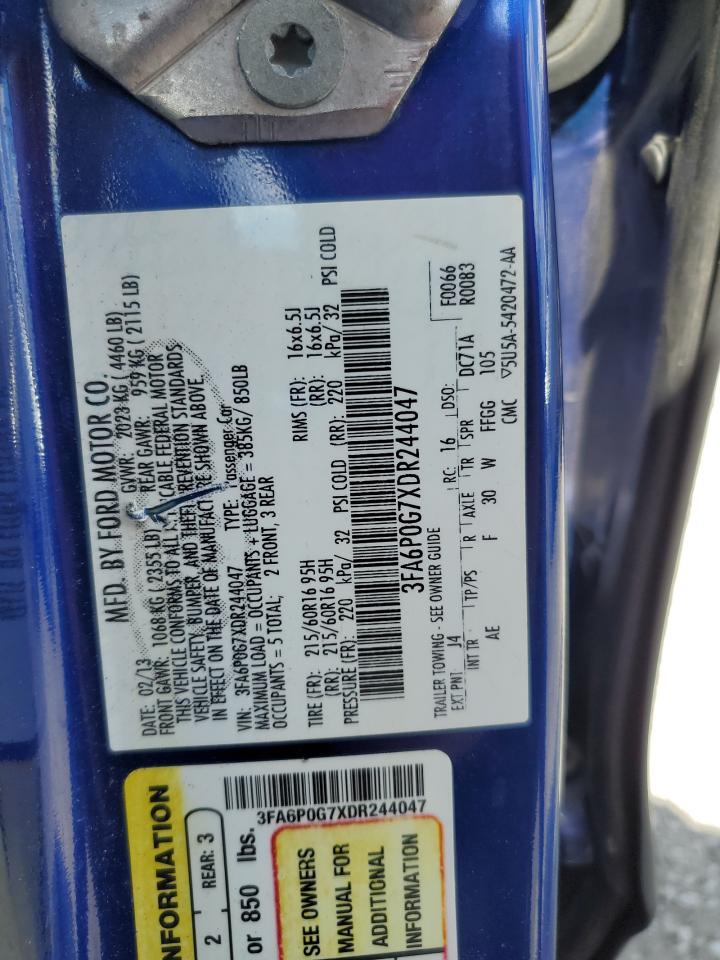 MFD. BY FORD MOTOR CO.
DATE: 02/13 GVWR: 2023 KG ( 4460 LB)
FRONT GAWR: 1068 KG ( 2355 LB) REAR GAWR: 959 KG ( 2115 LB)
THIS VEHICLE CONFORMS TO ALL FEDERAL MOTOR
VEHICLE SAFETY, BUMPER, AND THEFT PREVENTION STANDARDS
IN EFFECT ON THE DATE OF MANUFACTURE SHOWN ABOVE.
VIN: 3FA6P0G7XDR244047 TYPE: Passenger Car
MAXIMUM LOAD = OCCUPANTS + LUGGAGE = 385KG/ 850LB
OCCUPANTS = 5 TOTAL; 2 FRONT, 3 REAR
TIRE (FR): 215/60R16 95H RIMS (FR): 16x6.5J
(RR): 215/60R16 95H (RR): 16x6.5J
PRESSURE (FR): 220 kPa/ 32 PSI COLD (RR): 220 kPa/ 32 PSI COLD
3FA6P0G7XDR244047
TRAILER TOWING - SEE OWNER GUIDE
EXT PNT J4 RC: 16 DSO: F0066
INT TR TP/PS R AXLE TR SPR DC71A R0083
AE F 30 W FFGG 105
CMC ▽5U5A-5420472-AA
NFORMATION
2 REAR: 3
or 850 lbs.
3FA6P0G7XDR244047
SEE OWNERS
MANUAL FOR
ADDITIONAL
INFORMATION